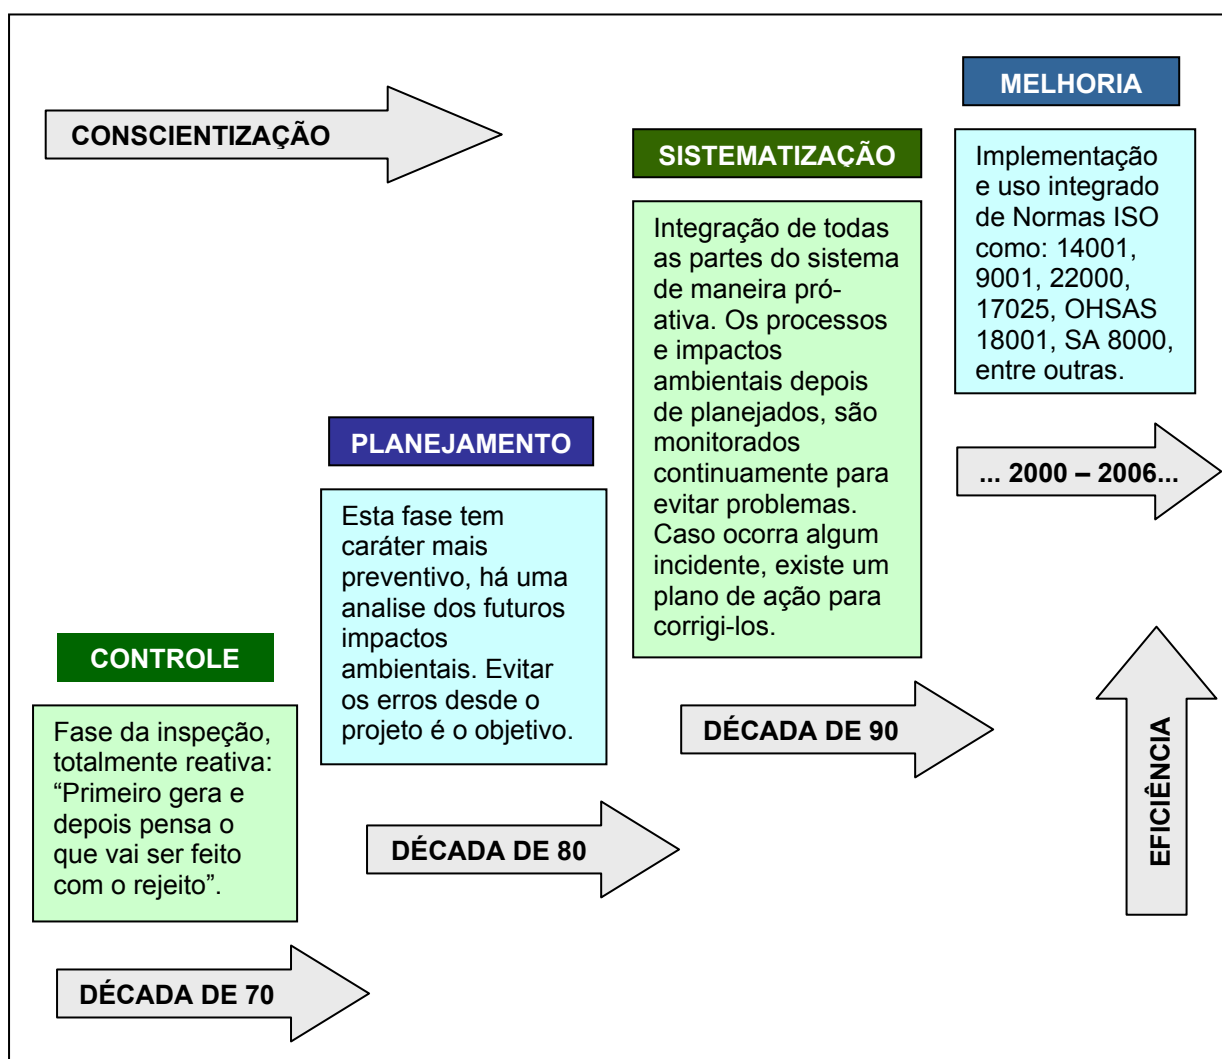 CONSCIENTIZAÇÃO
CONTROLE
Fase da inspeção,
totalmente reativa:
“Primeiro gera e
depois pensa o
que vai ser feito
com o rejeito”.
DÉCADA DE 70
PLANEJAMENTO
Esta fase tem
caráter mais
preventivo, há uma
analise dos futuros
impactos
ambientais. Evitar
os erros desde o
projeto é o objetivo.
DÉCADA DE 80
SISTEMATIZAÇÃO
Integração de todas
as partes do sistema
de maneira pró-
ativa. Os processos
e impactos
ambientais depois
de planejados, são
monitorados
continuamente para
evitar problemas.
Caso ocorra algum
incidente, existe um
plano de ação para
corrigi-los.
DÉCADA DE 90
MELHORIA
Implementação
e uso integrado
de Normas ISO
como: 14001,
9001, 22000,
17025, OHSAS
18001, SA 8000,
entre outras.
... 2000 – 2006...
EFICIÊNCIA